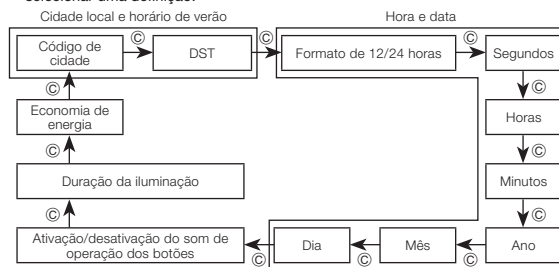 selecionar uma definição.
Cidade local e horário de verão
Hora e data
Código de
cidade
Ⓒ
DST
Ⓒ
Formato de 12/24 horas
Ⓒ
Segundos
Ⓒ
Horas
Ⓒ
Minutos
Ⓒ
Ano
Ⓒ
Mês
Ⓒ
Dia
Ⓒ
Ativação/desativação do som de
operação dos botões
Ⓒ
Duração da iluminação
Ⓒ
Economia de
energia
Ⓒ